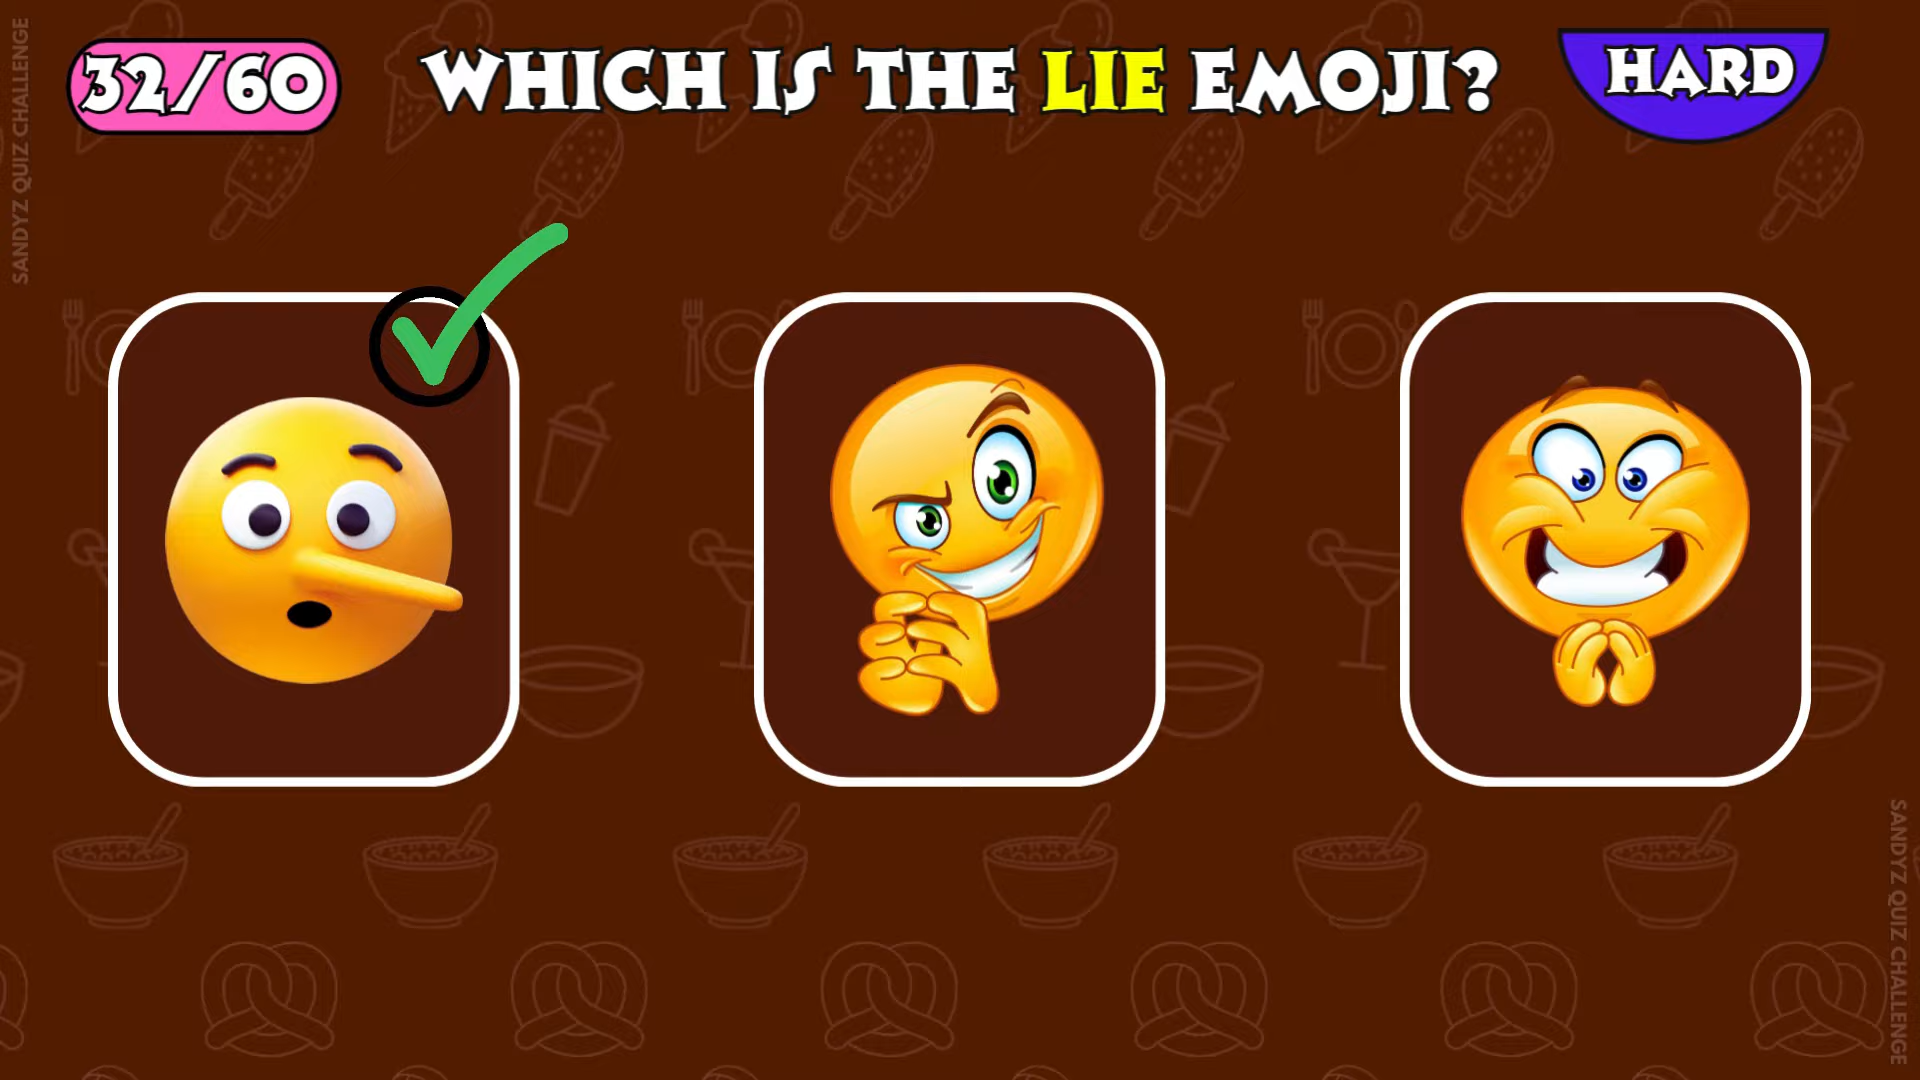 32/60
WHICH IS THE LIE EMOJI?
HARD
SANDYZ QUIZ CHALLENGE
SANDYZ QUIZ CHALLENGE